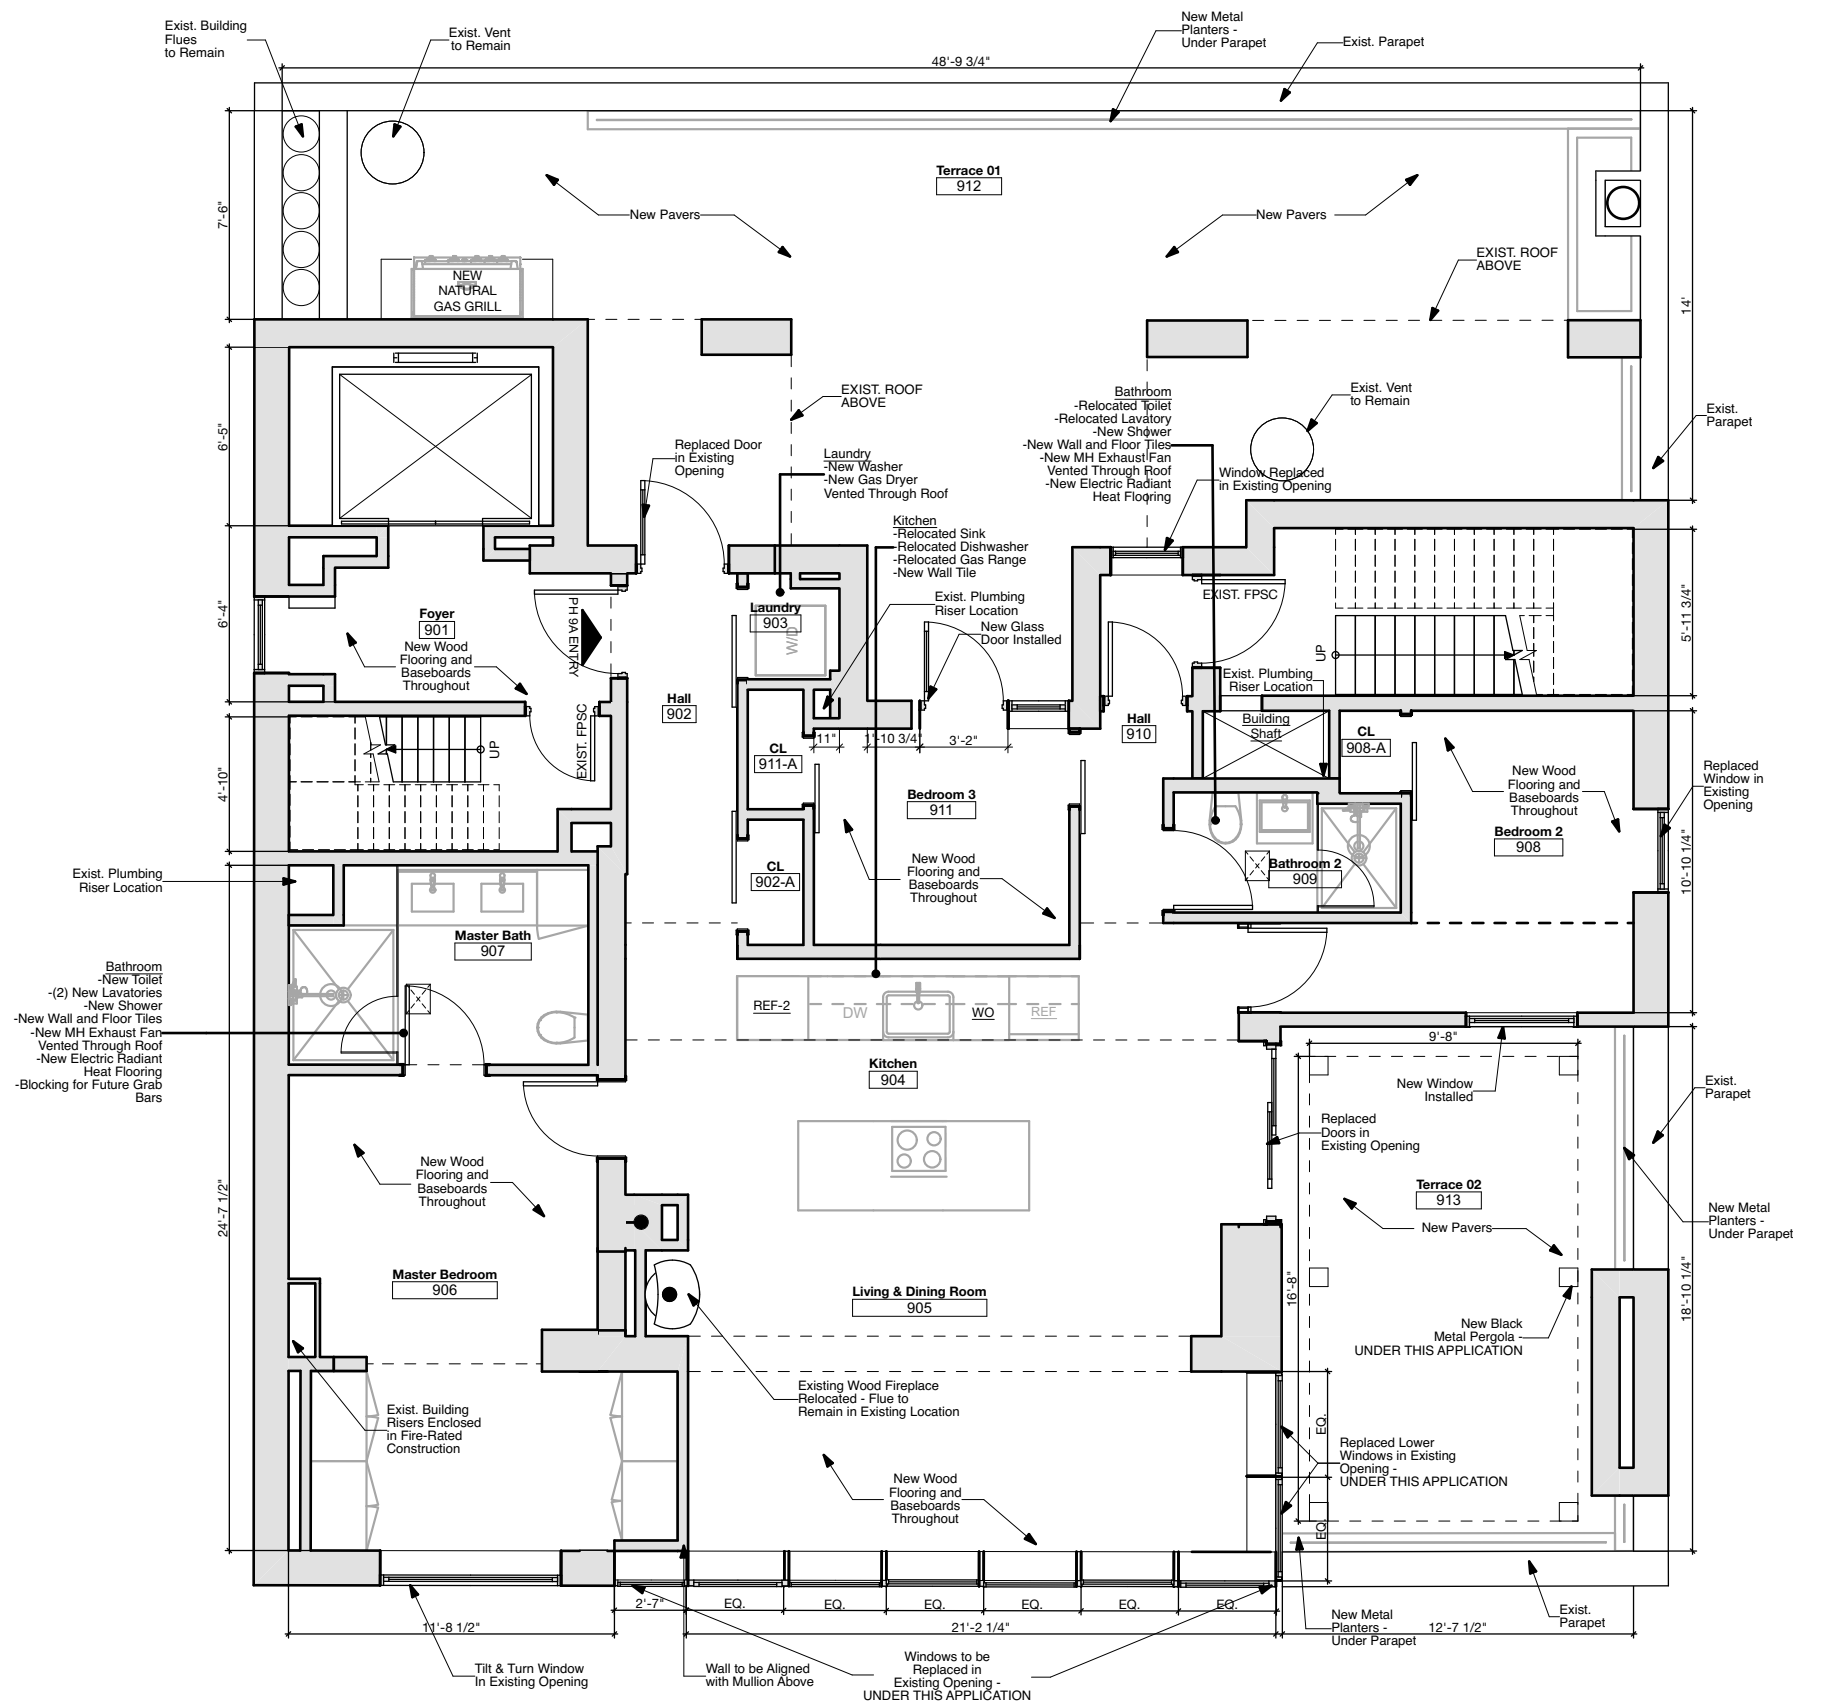 Exist. Building
Flues
to Remain
Exist. Vent
to Remain
New Metal
Planters -
Under Parapet
Exist. Parapet
48'-9 3/4"
7'-6"
Terrace 01
912
New Pavers
New Pavers
EXIST. ROOF
ABOVE
NEW
NATURAL
GAS GRILL
14'
6'-5"
EXIST. ROOF
ABOVE
Replaced Door
in Existing
Opening
Laundry
-New Washer
-New Gas Dryer
Vented Through Roof
Bathroom
-Relocated Toilet
-Relocated Lavatory
-New Shower
-New Wall and Floor Tiles
-New MH Exhaust Fan
Vented Through Roof
-New Electric Radiant
Heat Flooring
Exist. Vent
to Remain
Window Replaced
in Existing Opening
Exist.
Parapet
Kitchen
-Relocated Sink
-Relocated Dishwasher
-Relocated Gas Range
-New Wall Tile
Exist. Plumbing
Riser Location
New Glass
Door Installed
6'-4"
Foyer
901
New Wood
Flooring and
Baseboards
Throughout
PH 9A ENTRY
Laundry
903
W/D
EXIST. FPSC
UP
5'-11 3/4"
Hall
902
Exist. Plumbing
Riser Location
Building
Shaft
Hall
910
CL
908-A
4'-10"
UP
EXIST. FPSC
CL
911-A
11"
1'-10 3/4"
3'-2"
Bedroom 3
911
New Wood
Flooring and
Baseboards
Throughout
New Wood
Flooring and
Baseboards
Throughout
Bedroom 2
908
Replaced
Window in
Existing
Opening
10'-10 1/4"
Exist. Plumbing
Riser Location
CL
902-A
Bathroom 2
909
Master Bath
907
Bathroom
-New Toilet
-(2) New Lavatories
-New Shower
-New Wall and Floor Tiles
-New MH Exhaust Fan
Vented Through Roof
-New Electric Radiant
Heat Flooring
-Blocking for Future Grab
Bars
REF-2
DW
WO
REF
Kitchen
904
9'-8"
New Window
Installed
Exist.
Parapet
Replaced
Doors in
Existing Opening
24'-7 1/2"
New Wood
Flooring and
Baseboards
Throughout
Terrace 02
913
New Pavers
New Metal
Planters -
Under Parapet
Master Bedroom
906
Living & Dining Room
905
16'-8"
18'-10 1/4"
New Black
Metal Pergola -
UNDER THIS APPLICATION
Existing Wood Fireplace
Relocated - Flue to
Remain in Existing Location
Exist. Building
Risers Enclosed
in Fire-Rated
Construction
EQ.
Replaced Lower
Windows in Existing
Opening -
UNDER THIS APPLICATION
New Wood
Flooring and
Baseboards
Throughout
EQ.
2'-7"
EQ.
EQ.
EQ.
EQ.
EQ.
EQ.
11'-8 1/2"
21'-2 1/4"
12'-7 1/2"
New Metal
Planters -
Under Parapet
Exist.
Parapet
Tilt & Turn Window
In Existing Opening
Wall to be Aligned
with Mullion Above
Windows to be
Replaced in
Existing Opening -
UNDER THIS APPLICATION